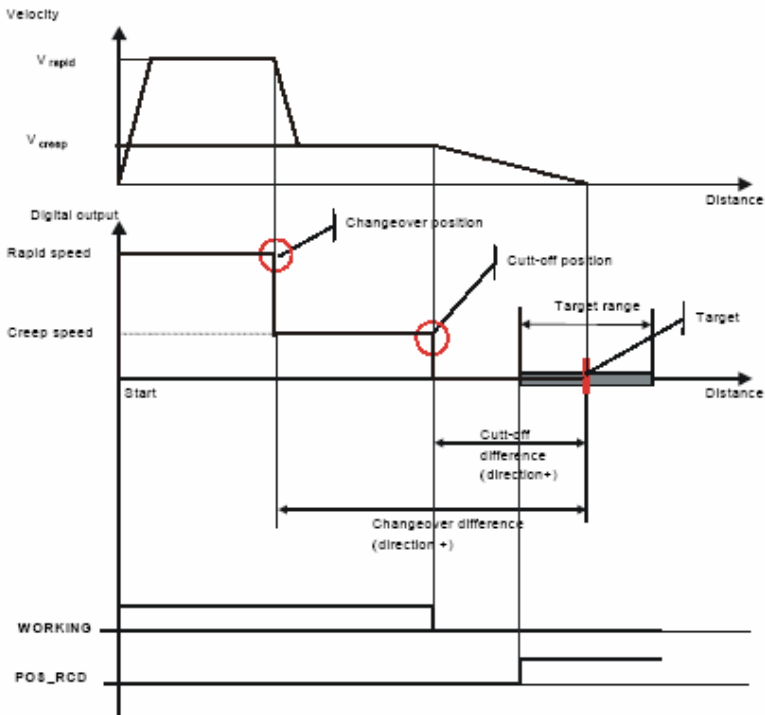 Velocity
V rapid
V creep
Distance
Digital output
Changeover position
Rapid speed
Cutt-off position
Target range
Target
Creep speed
Start
Distance
Cutt-off
difference
(direction+)
Changeover difference
(direction +)
WORKING
POS_RCD